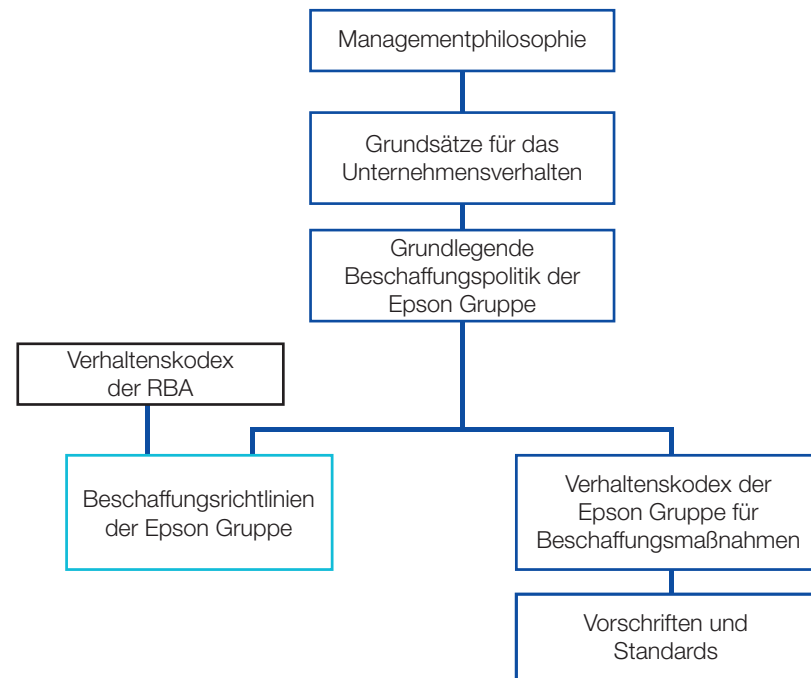 Managementphilosophie
Grundsätze für das
Unternehmensverhalten
Grundlegende
Beschaffungspolitik der
Epson Gruppe
Verhaltenskodex
der RBA
Beschaffungsrichtlinien
der Epson Gruppe
Verhaltenskodex der
Epson Gruppe für
Beschaffungsmaßnahmen
Vorschriften und
Standards